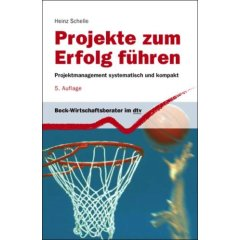 Heinz Schelle
Projekte zum
Erfolg führen
Projektmanagement systematisch und kompakt
5. Auflage
Beck-Wirtschaftsberater im dtv